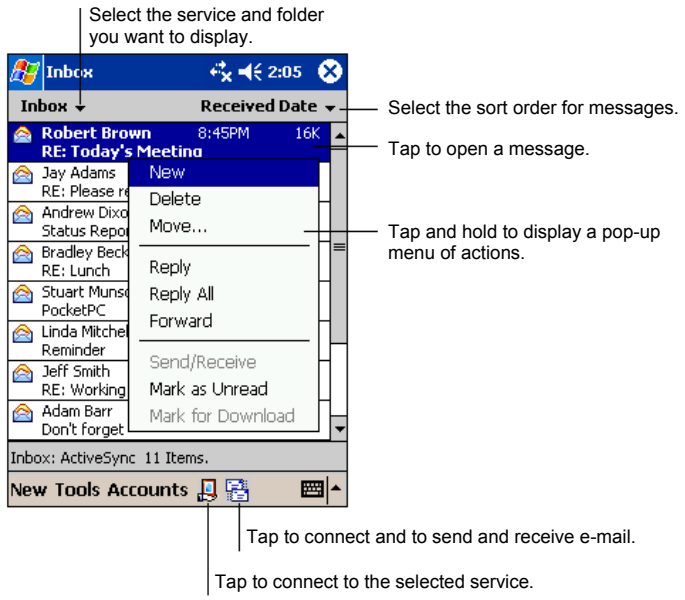 Select the service and folder
you want to display.
Inbox 2:05
Inbox Received Date
Select the sort order for messages.
Robert Brown 8:45PM 16K
RE: Today's Meeting
Tap to open a message.
Jay Adams
RE: Please re
Andrew Dixo
Status Repo
Bradley Beck
RE: Lunch
Stuart Munso
PocketPC
Linda Mitchel
Reminder
Jeff Smith
RE: Working
Adam Barr
Don't forget
New
Delete
Move...
Reply
Reply All
Forward
Send/Receive
Mark as Unread
Mark for Download
Tap and hold to display a pop-up
menu of actions.
Inbox: ActiveSync 11 Items.
New Tools Accounts
Tap to connect and to send and receive e-mail.
Tap to connect to the selected service.